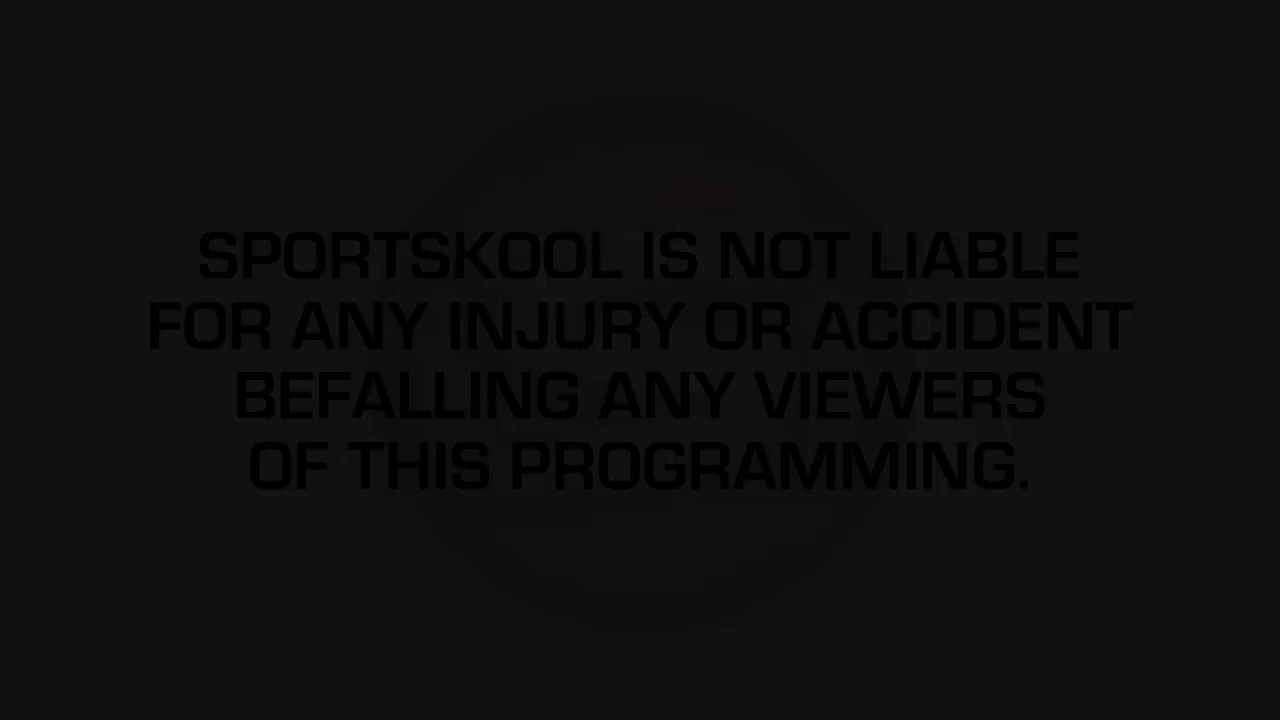 SPORTSKOOL IS NOT LIABLE
FOR ANY INJURY OR ACCIDENT
BEFALLING ANY VIEWERS
OF THIS PROGRAMMING.